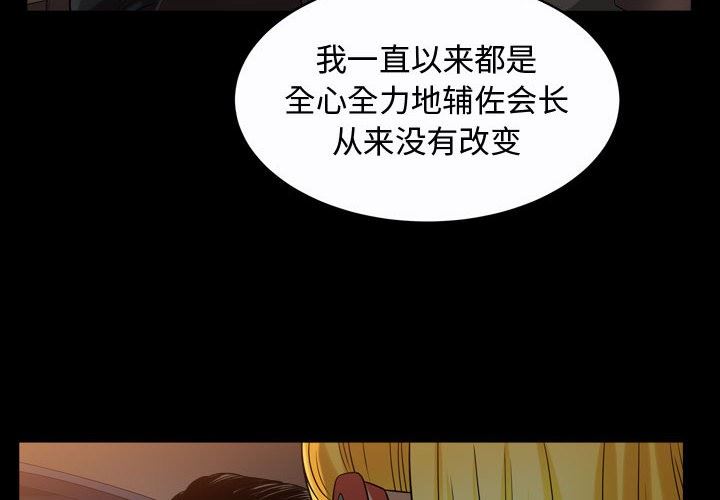 我一直以来都是
全心全力地辅佐会长
从来没有改变